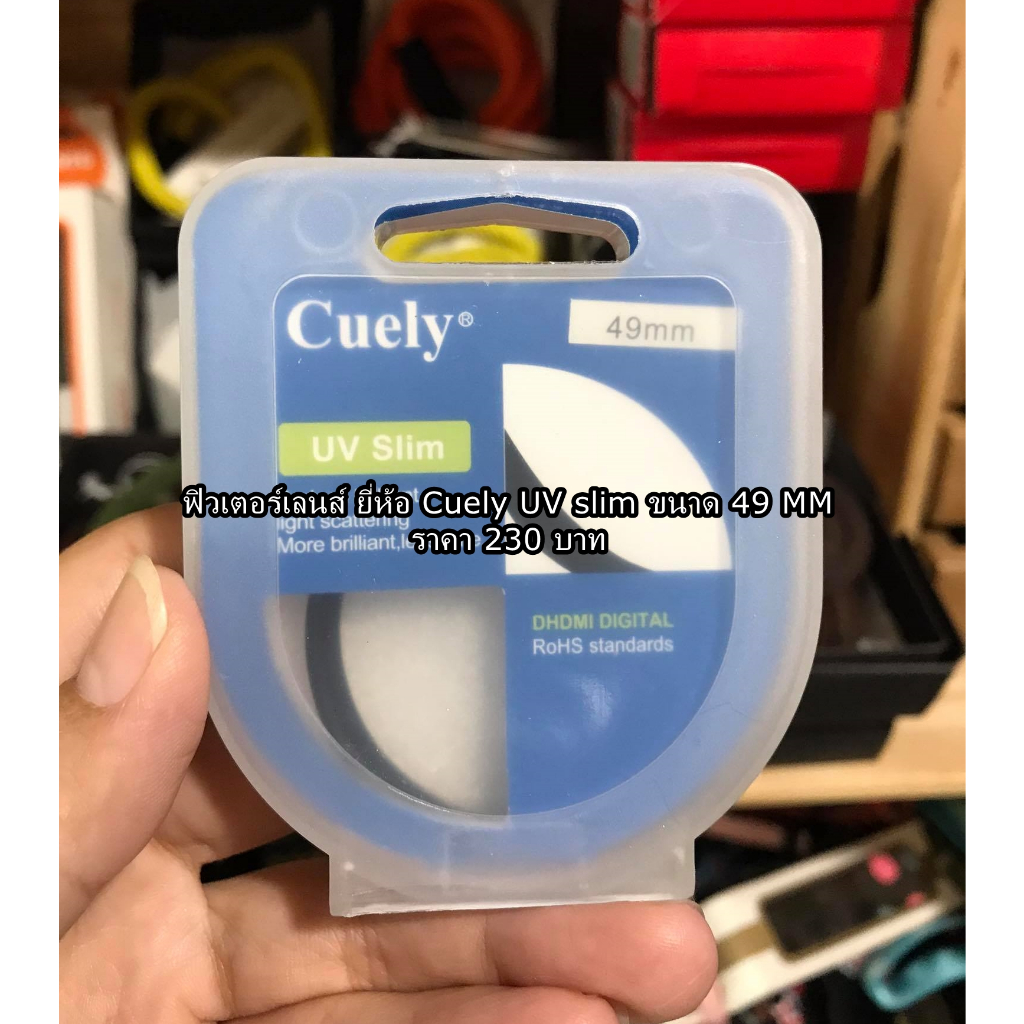 Cuely®
49mm
UV Slim
ฟิวเตอร์เลนส์ ยี่ห้อ Cuely UV slim ขนาด 49 MM
light scattering
More brilliant,
ราคา 230 บาท
DHDMI DIGITAL
RoHS standards